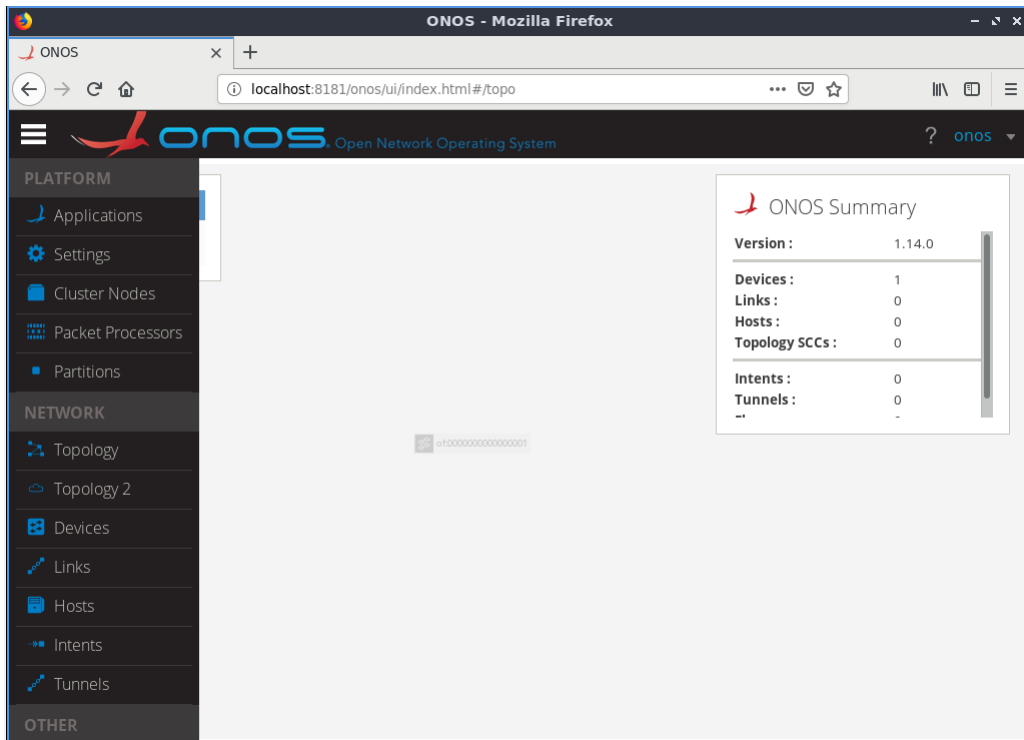 ONOS - Mozilla Firefox
ONOS
localhost:8181/onos/ui/index.html#/topo
onos Open Network Operating System
? onos
PLATFORM
Applications
Settings
Cluster Nodes
Packet Processors
Partitions
NETWORK
Topology
Topology 2
Devices
Links
Hosts
Intents
Tunnels
OTHER
of:0000000000000001
ONOS Summary
Version : 1.14.0
Devices : 1
Links : 0
Hosts : 0
Topology SCCs : 0
Intents : 0
Tunnels : 0